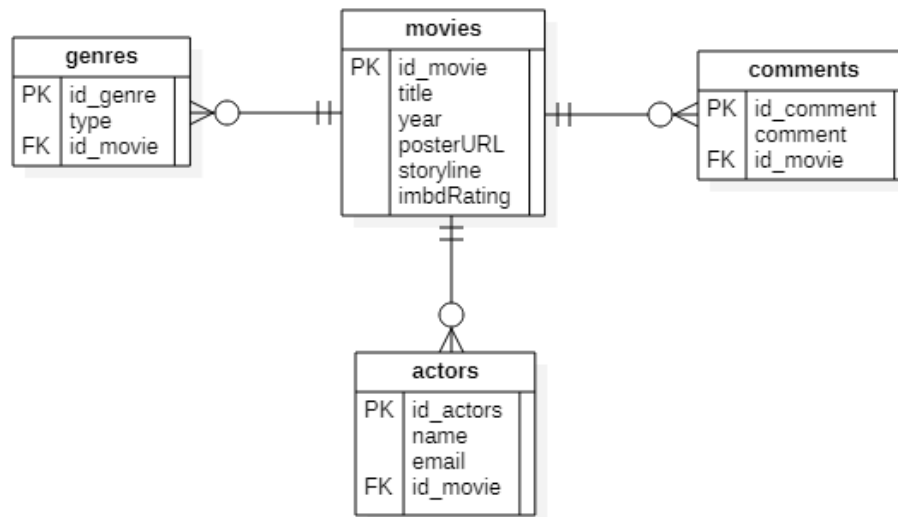 genres
PK id_genre
type
FK id_movie
movies
PK id_movie
title
year
posterURL
storyline
imbdRating
comments
PK id_comment
comment
FK id_movie
actors
PK id_actors
name
email
FK id_movie